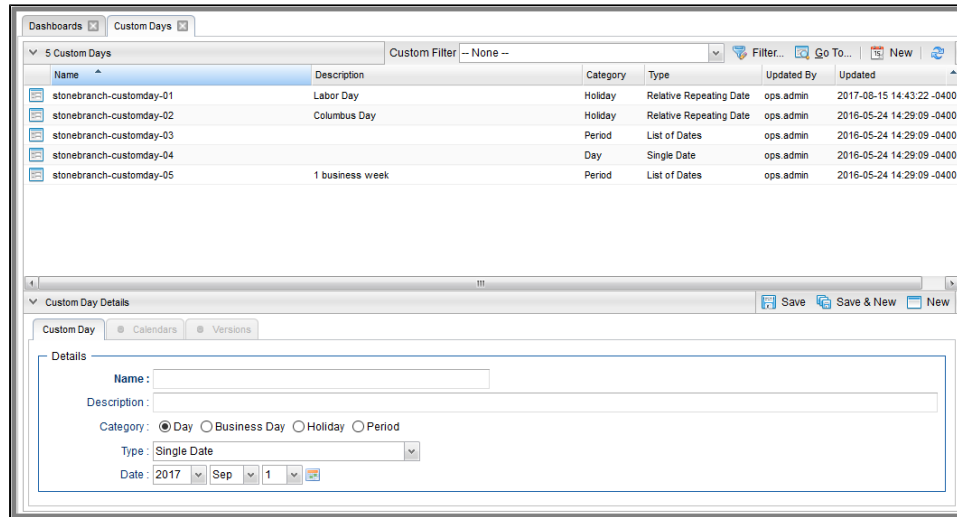 Dashboards Custom Days
5 Custom Days Custom Filter -- None -- Filter... Go To... 15 New
Name Description Category Type Updated By Updated
stonebranch-customday-01 Labor Day Holiday Relative Repeating Date ops.admin 2017-08-15 14:43:22 -0400
stonebranch-customday-02 Columbus Day Holiday Relative Repeating Date ops.admin 2016-05-24 14:29:09 -0400
stonebranch-customday-03 Period List of Dates ops.admin 2016-05-24 14:29:09 -0400
stonebranch-customday-04 Day Single Date ops.admin 2016-05-24 14:29:09 -0400
stonebranch-customday-05 1 business week Period List of Dates ops.admin 2016-05-24 14:29:09 -0400
Custom Day Details Save Save & New New
Custom Day Calendars Versions
Details
Name :
Description :
Category : Day Business Day Holiday Period
Type : Single Date
Date : 2017 Sep 1